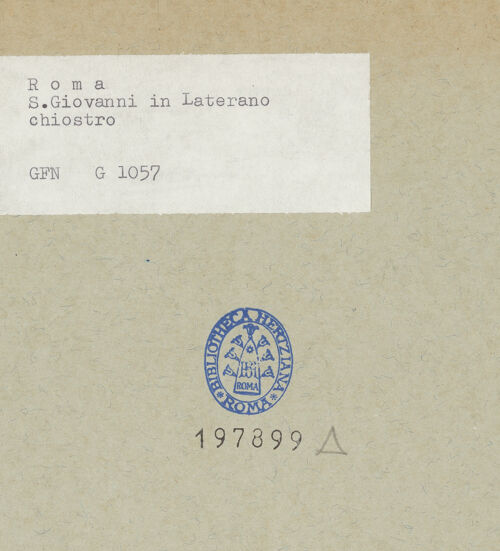 R o m a
S.Giovanni in Laterano
chiostro
GFN G 1057
* BIBLIOTHECA HERTZIANA *
ROMA
ROMA
197899